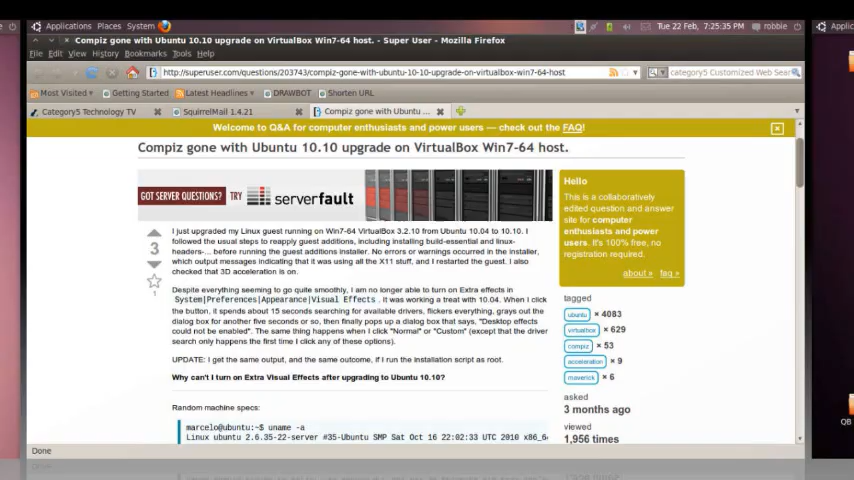 Applications Places System
Tue 22 Feb, 7:25:35 PM robbie
Applicatio
Compiz gone with Ubuntu 10.10 upgrade on VirtualBox Win7-64 host. - Super User - Mozilla Firefox
File Edit View History Bookmarks Tools Help
http://superuser.com/questions/203743/compiz-gone-with-ubuntu-10-10-upgrade-on-virtualbox-win7-64-host
category5 Customized Web Sear
Most Visited Getting Started Latest Headlines DRAWBOT Shorten URL
Category5 Technology TV
SquirrelMail 1.4.21
Compiz gone with Ubuntu ...
Welcome to Q&A for computer enthusiasts and power users — check out the FAQ!
Compiz gone with Ubuntu 10.10 upgrade on VirtualBox Win7-64 host.
GOT SERVER QUESTIONS? TRY serverfault
3
1
I just upgraded my Linux guest running on Win7-64 VirtualBox 3.2.10 from Ubuntu 10.04 to 10.10. I
followed the usual steps to reapply guest additions, including installing build-essential and linux-
headers-... before running the guest additions installer. No errors or warnings occurred in the installer,
which output messages indicating that it was using all the X11 stuff, and I restarted the guest. I also
checked that 3D acceleration is on.
Despite everything seeming to go quite smoothly, I am no longer able to turn on Extra effects in
System|Preferences|Appearance|Visual Effects. It was working a treat with 10.04. When I click
the button, it spends about 15 seconds searching for available drivers, flickers everything, grays out the
dialog box for another five seconds or so, then finally pops up a dialog box that says, "Desktop effects
could not be enabled". The same thing happens when I click "Normal" or "Custom" (except that the driver
search only happens the first time I click any of these options).
UPDATE: I get the same output, and the same outcome, if I run the installation script as root.
Why can't I turn on Extra Visual Effects after upgrading to Ubuntu 10.10?
Random machine specs:
marcelo@ubuntu:~$ uname -a
Linux ubuntu 2.6.35-22-server #35-Ubuntu SMP Sat Oct 16 22:02:33 UTC 2010 x86_6
Hello
This is a collaboratively
edited question and answer
site for computer
enthusiasts and power
users. It's 100% free, no
registration required.
about » faq »
tagged
ubuntu × 4083
virtualbox × 629
compiz × 53
acceleration × 9
maverick × 6
asked
3 months ago
viewed
1,956 times
Done
QB